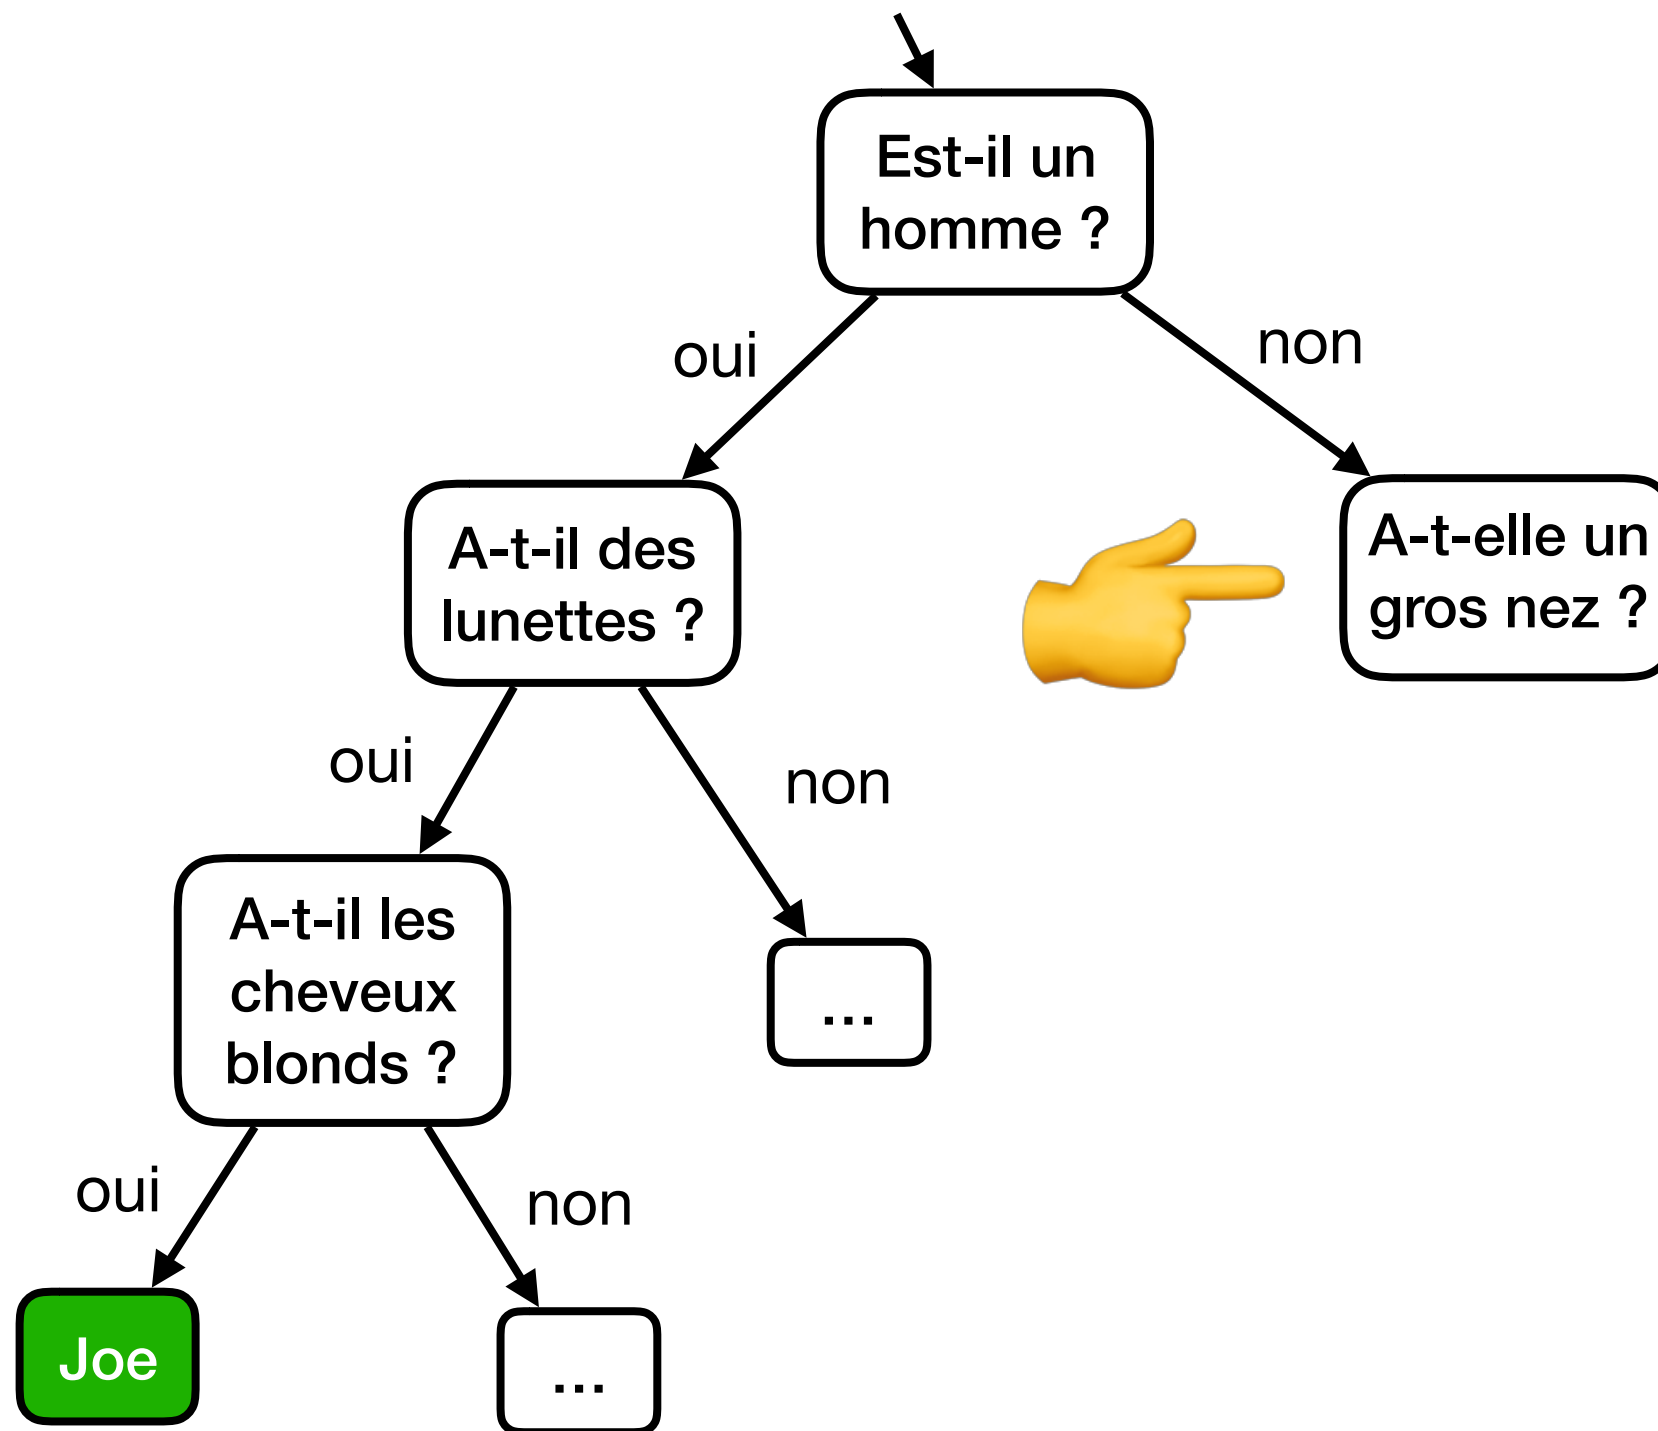 Est-il un
homme ?
oui
non
A-t-il des
lunettes ?
A-t-elle un
gros nez ?
oui
non
A-t-il les
cheveux
blonds ?
...
oui
non
Joe
...